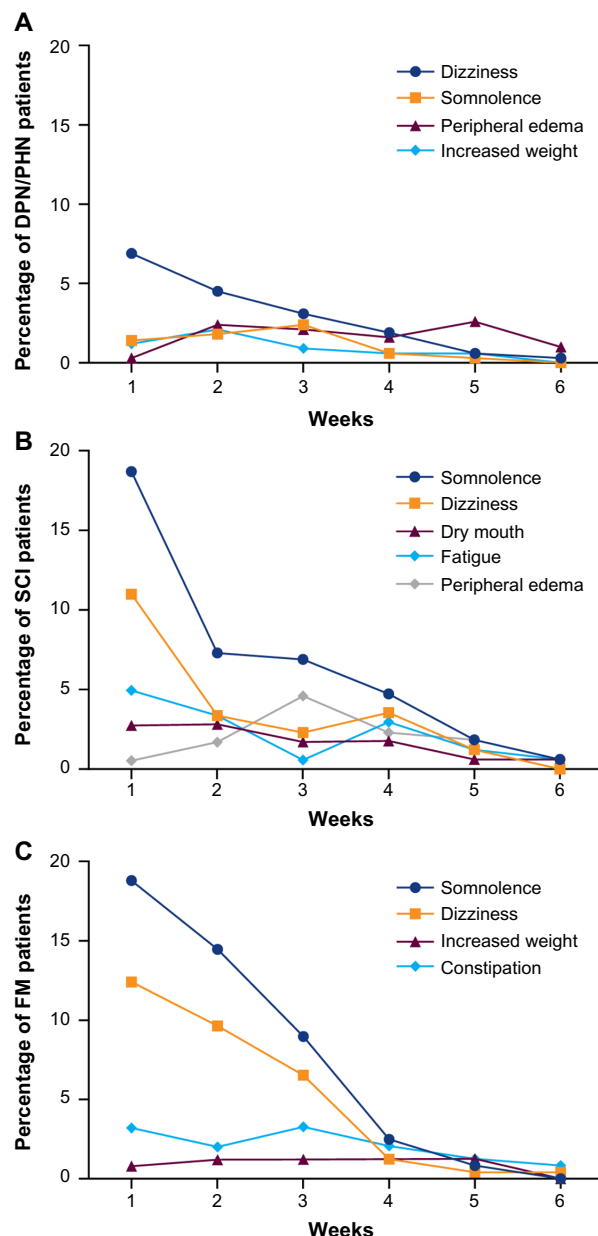 A
Percentage of DPN/PHN patients
20
15
10
5
0
Dizziness
Somnolence
Peripheral edema
Increased weight
1 2 3 4 5 6
Weeks
B
Percentage of SCI patients
20
15
10
5
0
Somnolence
Dizziness
Dry mouth
Fatigue
Peripheral edema
1 2 3 4 5 6
Weeks
C
Percentage of FM patients
20
15
10
5
0
Somnolence
Dizziness
Increased weight
Constipation
1 2 3 4 5 6
Weeks